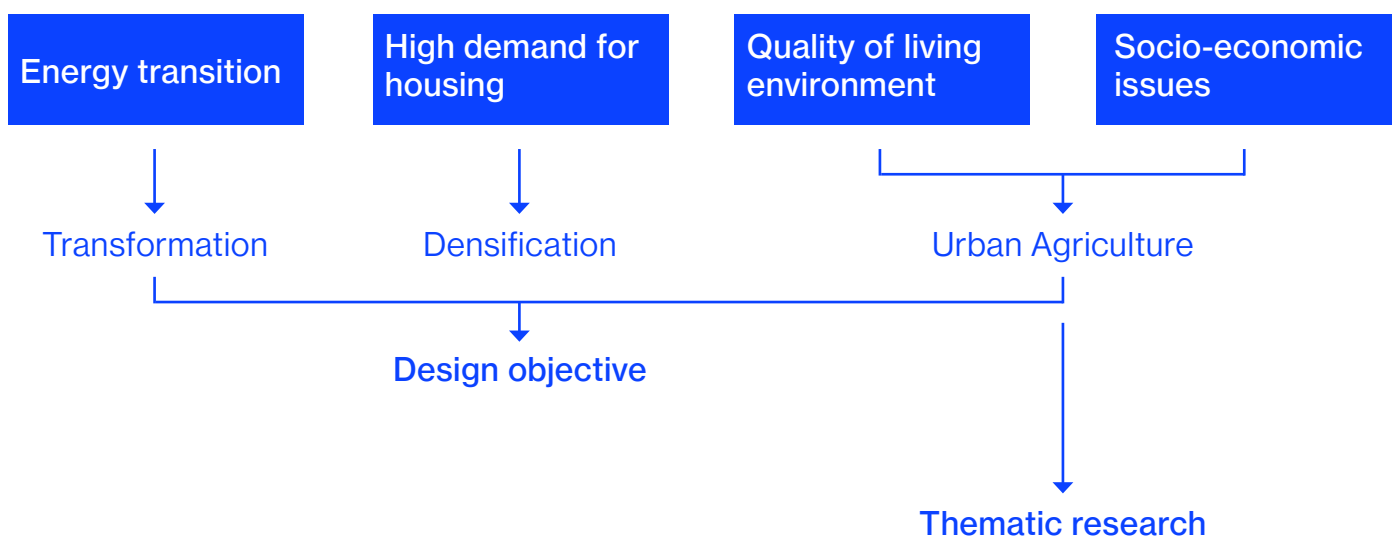 Energy transition
High demand for
housing
Quality of living
environment
Socio-economic
issues
Transformation
Densification
Urban Agriculture
Design objective
Thematic research